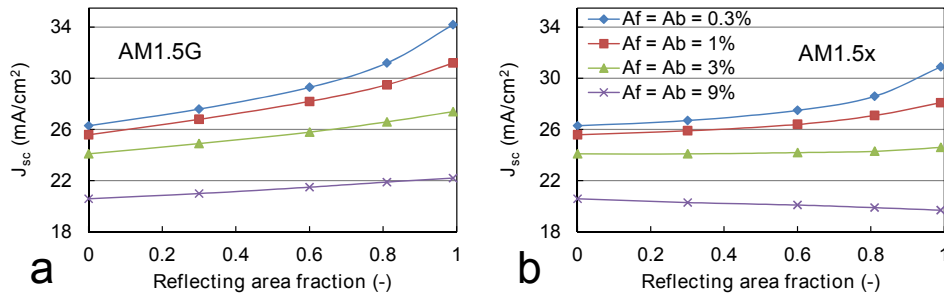 34
30
26
22
18
J_sc (mA/cm²)
AM1.5G
0
0.2
0.4
0.6
0.8
1
Reflecting area fraction (-)
a
34
30
26
22
18
J_sc (mA/cm²)
Af = Ab = 0.3%
Af = Ab = 1%
Af = Ab = 3%
Af = Ab = 9%
AM1.5x
0
0.2
0.4
0.6
0.8
1
Reflecting area fraction (-)
b